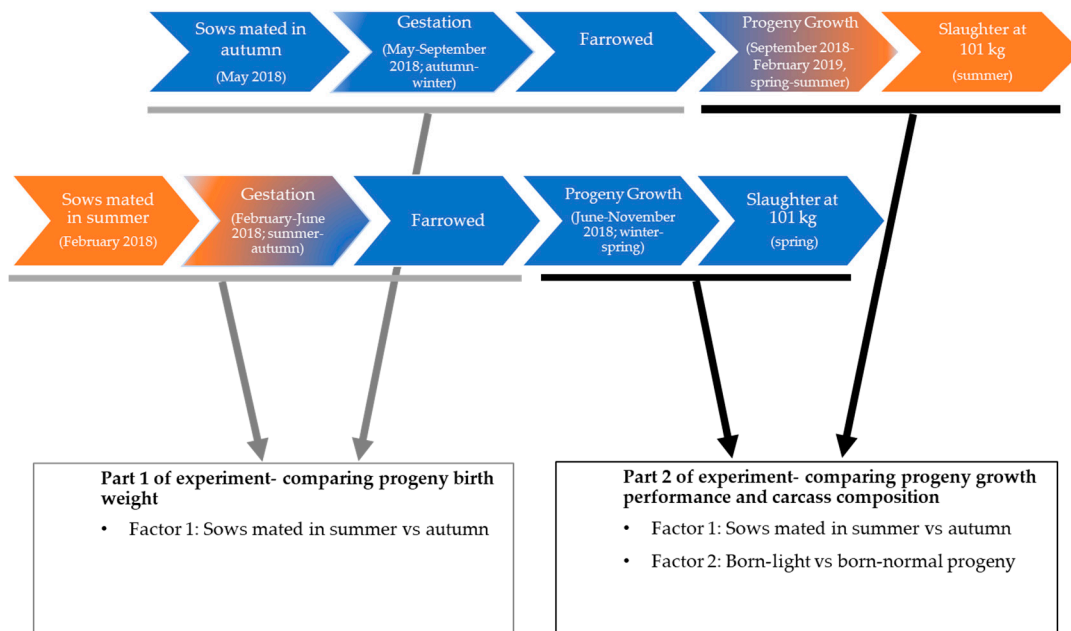 Sows mated in
autumn
(May 2018)
Gestation
(May-September
2018; autumn-
winter)
Farrowed
Progeny Growth
(September 2018-
February 2019,
spring-summer)
Slaughter at
101 kg
(summer)
Sows mated
in summer
(February 2018)
Gestation
(February-June
2018; summer-
autumn)
Farrowed
Progeny Growth
(June-November
2018; winter-
spring)
Slaughter at
101 kg
(spring)
Part 1 of experiment- comparing progeny birth
weight
• Factor 1: Sows mated in summer vs autumn
Part 2 of experiment- comparing progeny growth
performance and carcass composition
• Factor 1: Sows mated in summer vs autumn
• Factor 2: Born-light vs born-normal progeny